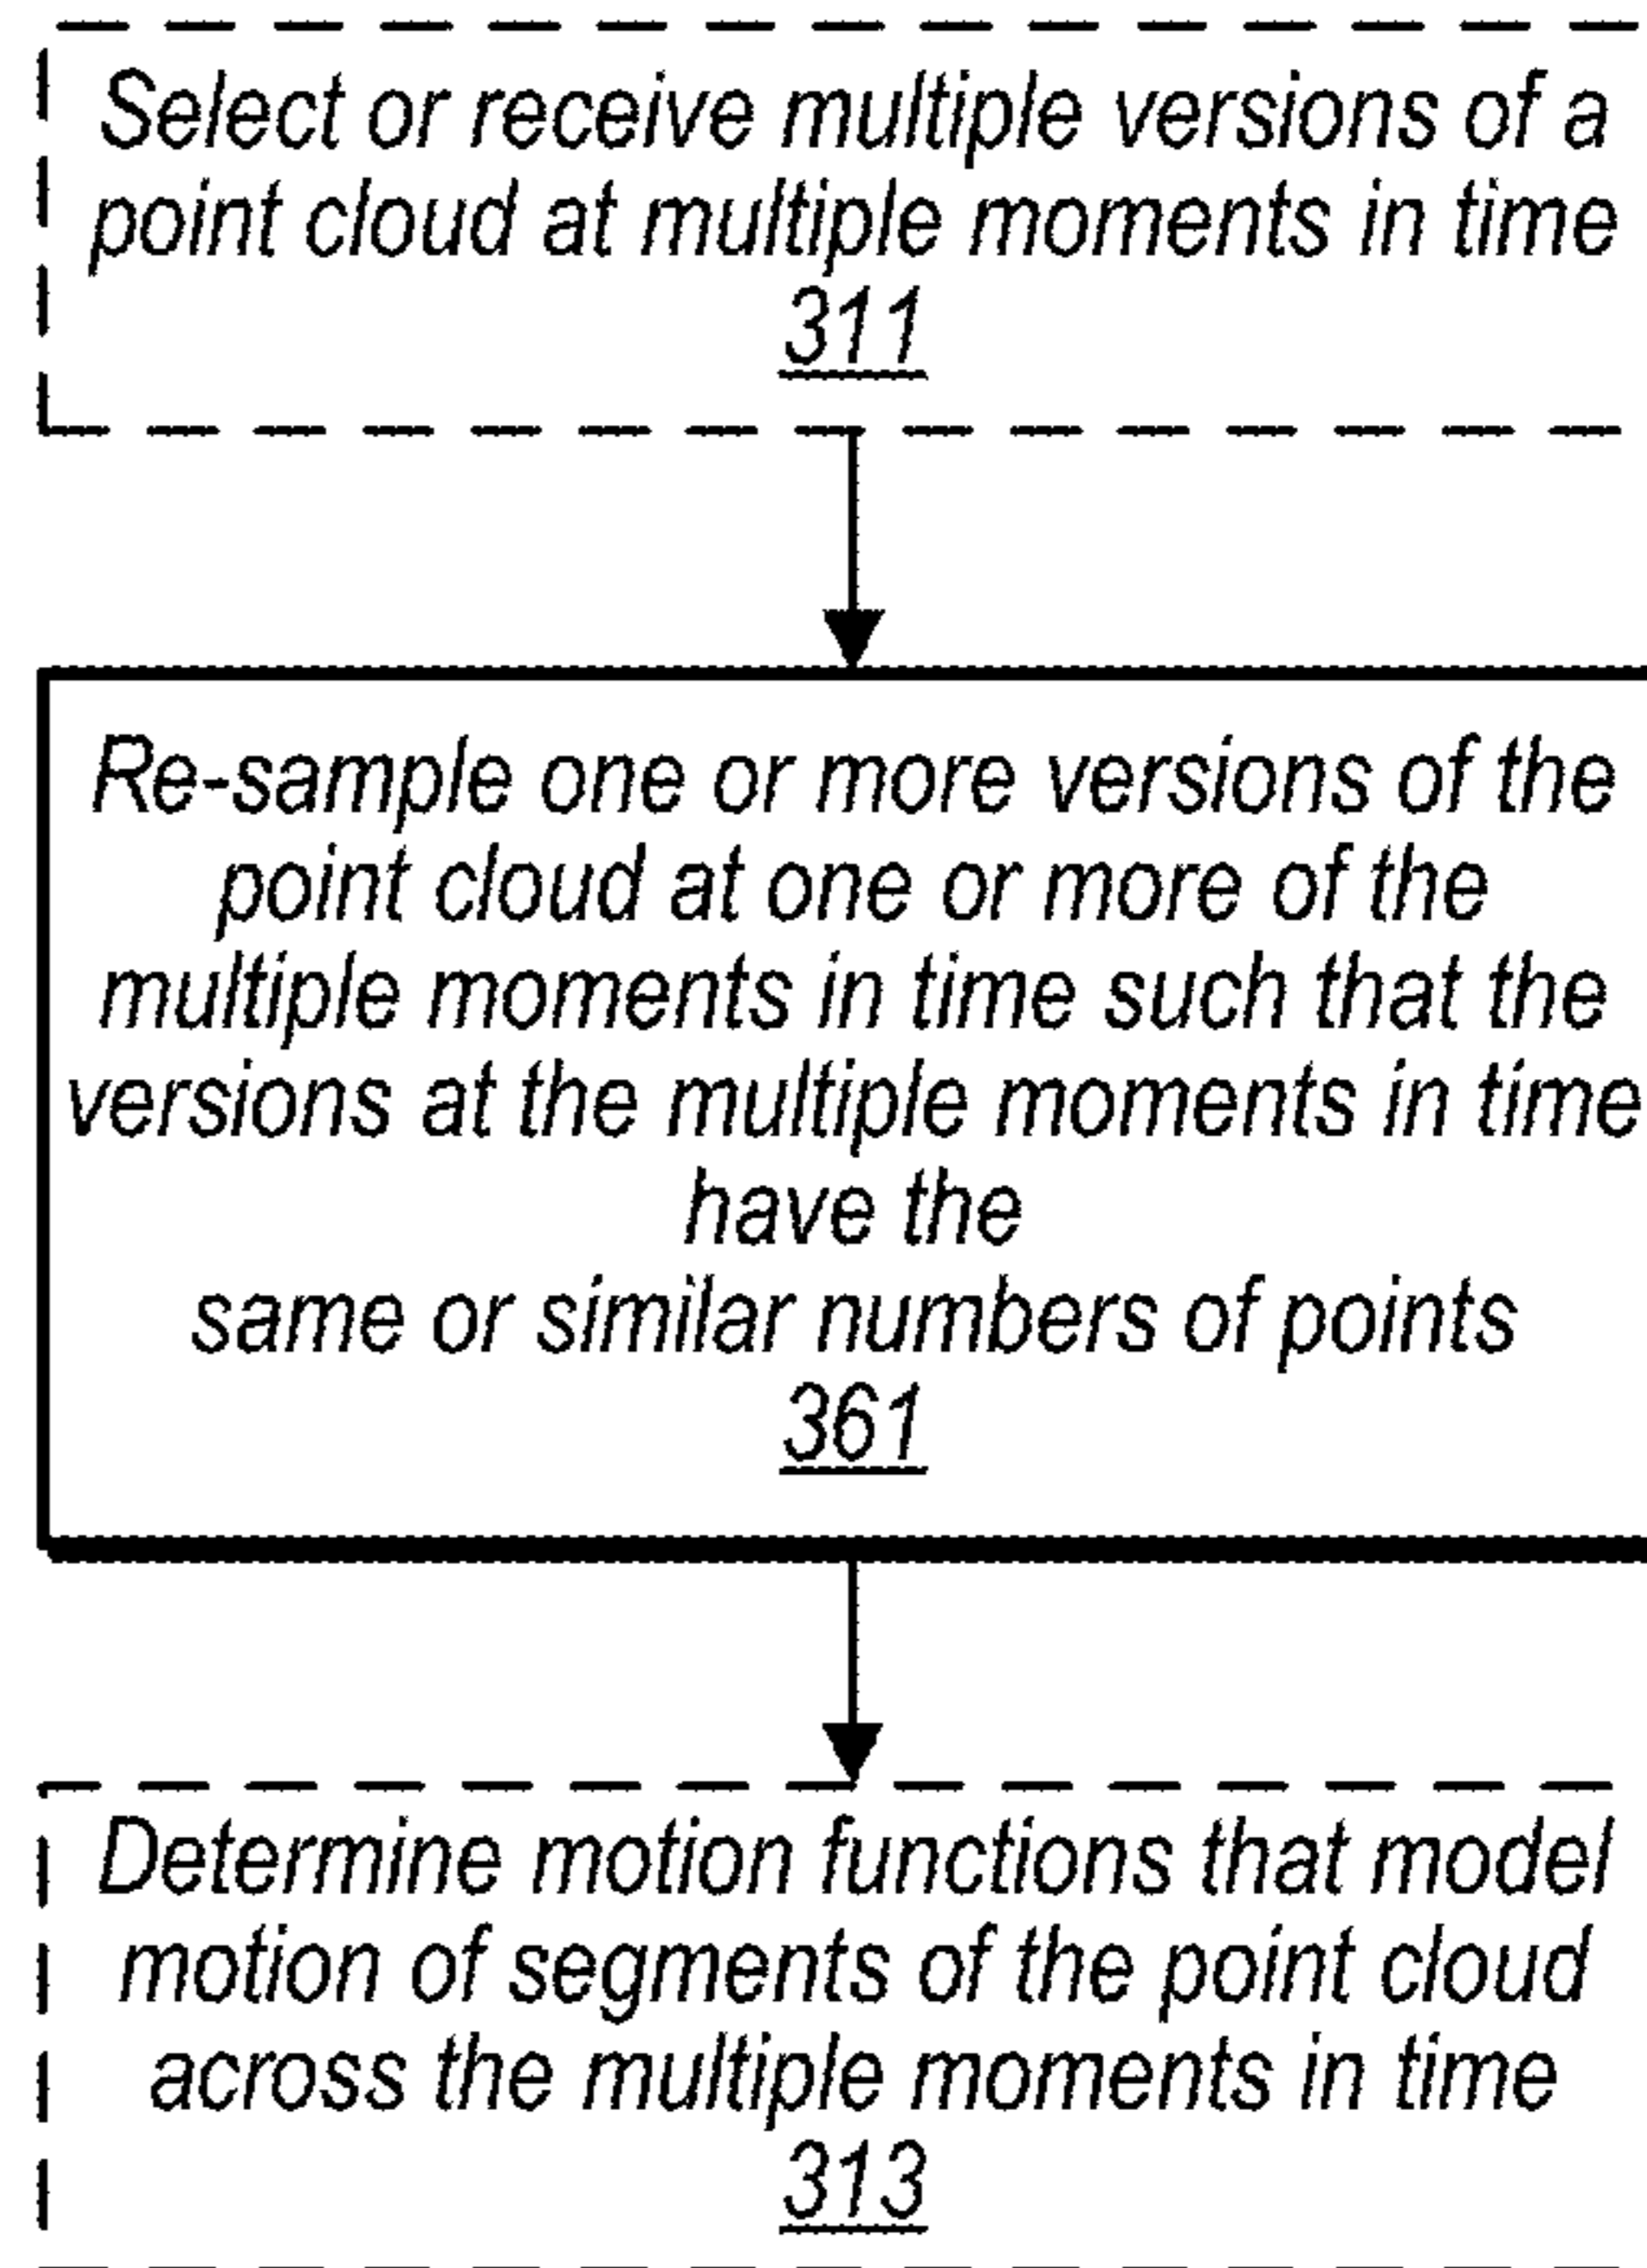 Select or receive multiple versions of a
point cloud at multiple moments in time
311
Re-sample one or more versions of the
point cloud at one or more of the
multiple moments in time such that the
versions at the multiple moments in time
have the
same or similar numbers of points
361
Determine motion functions that model
motion of segments of the point cloud
across the multiple moments in time
313